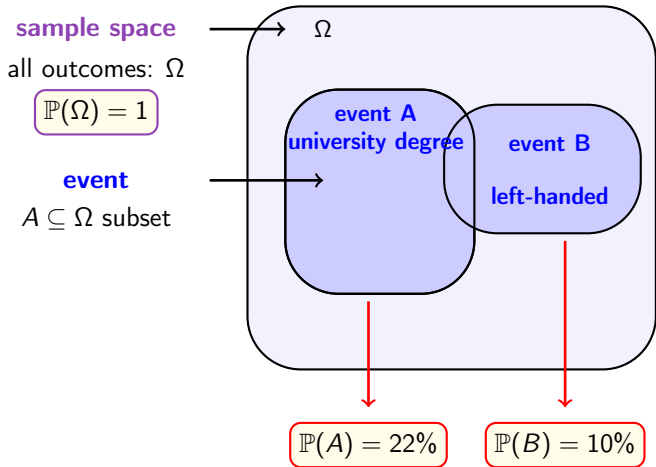 sample space
all outcomes: Ω
ℙ(Ω) = 1
event
A ⊆ Ω subset
Ω
event A
university degree
event B
left-handed
ℙ(A) = 22%
ℙ(B) = 10%